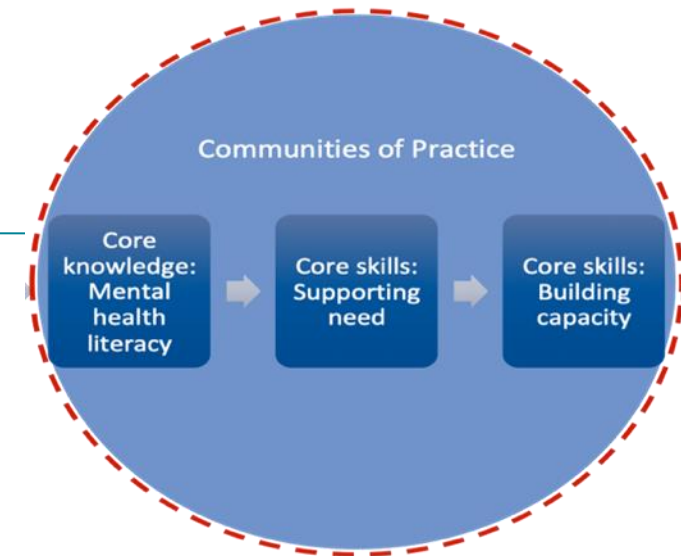 Communities of Practice
Core
knowledge:
Mental
health
literacy
Core skills:
Supporting
need
Core skills:
Building
capacity